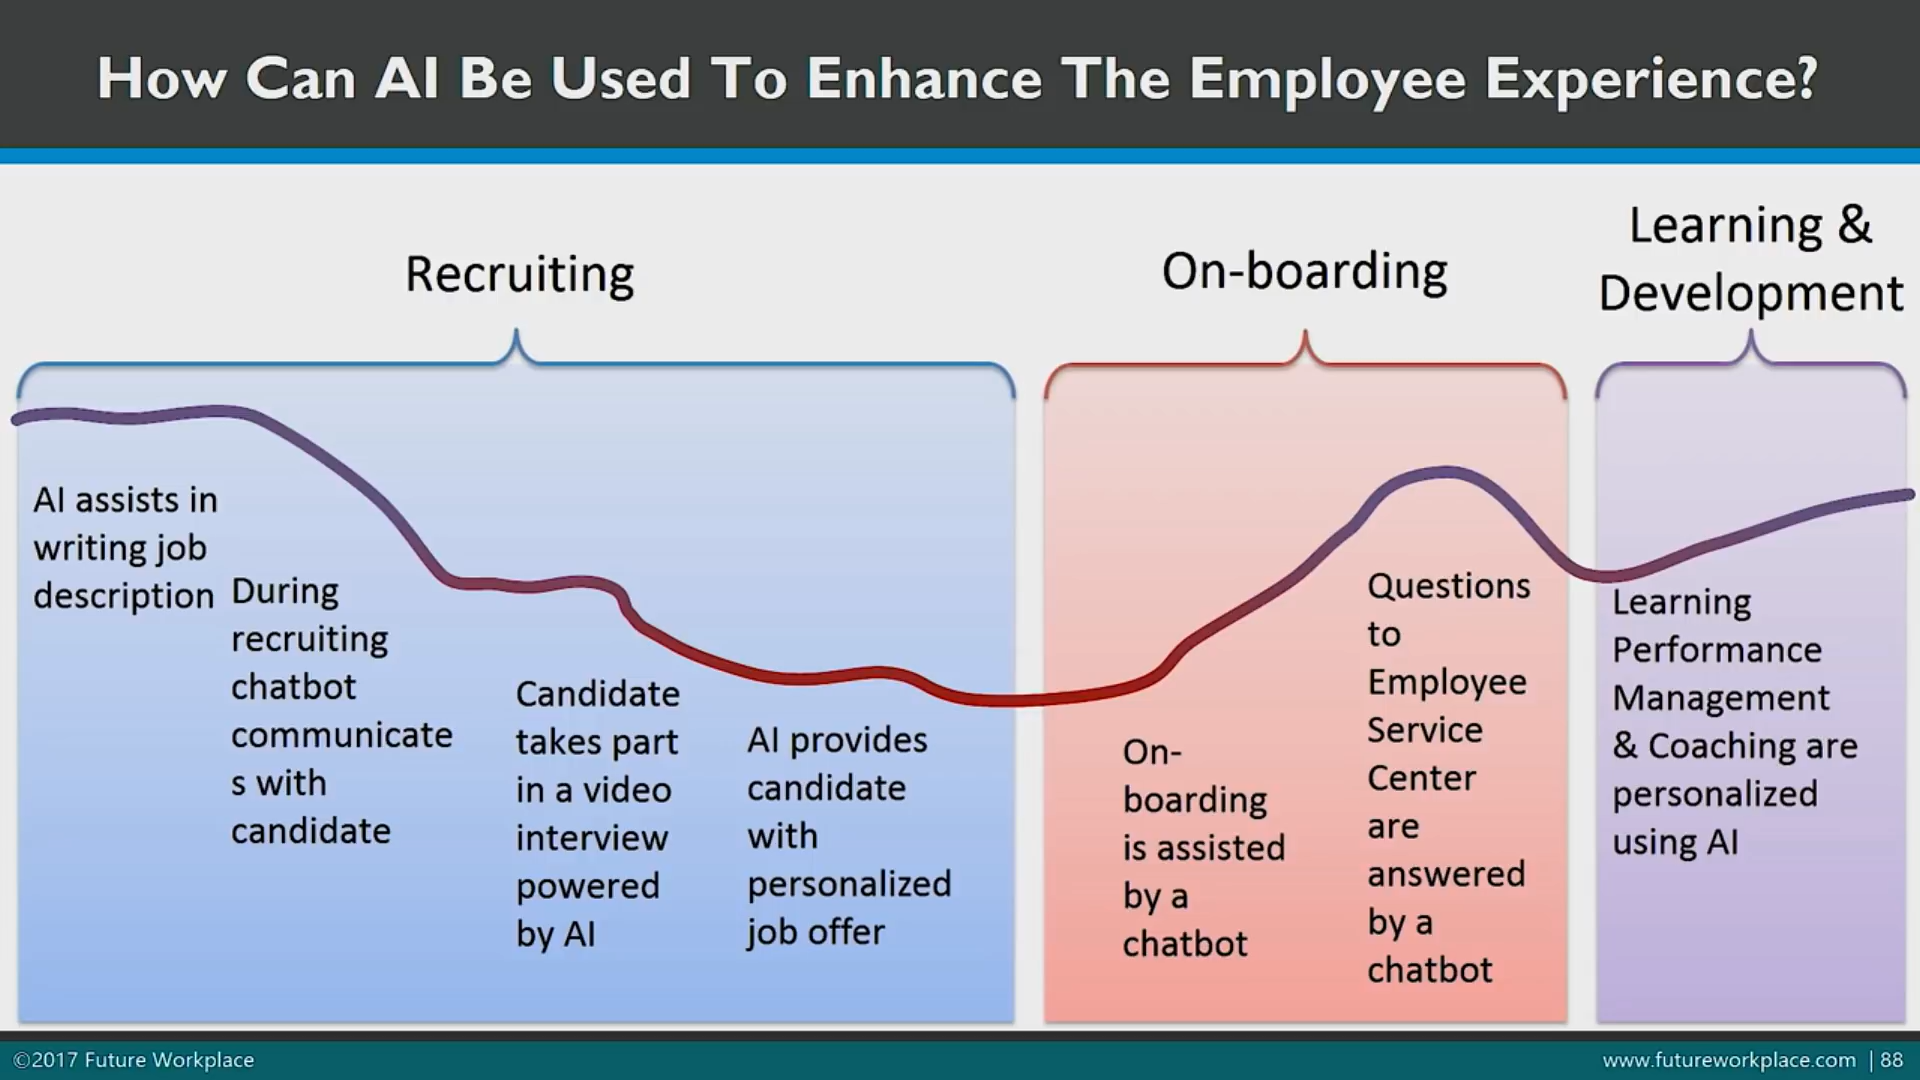 How Can AI Be Used To Enhance The Employee Experience?
Recruiting
AI assists in
writing job
description
During
recruiting
chatbot
communicate
s with
candidate
Candidate
takes part
in a video
interview
powered
by AI
AI provides
candidate
with
personalized
job offer
On-boarding
On-
boarding
is assisted
by a
chatbot
Questions
to
Employee
Service
Center
are
answered
by a
chatbot
Learning &
Development
Learning
Performance
Management
& Coaching are
personalized
using AI
©2017 Future Workplace
www.futureworkplace.com | 88